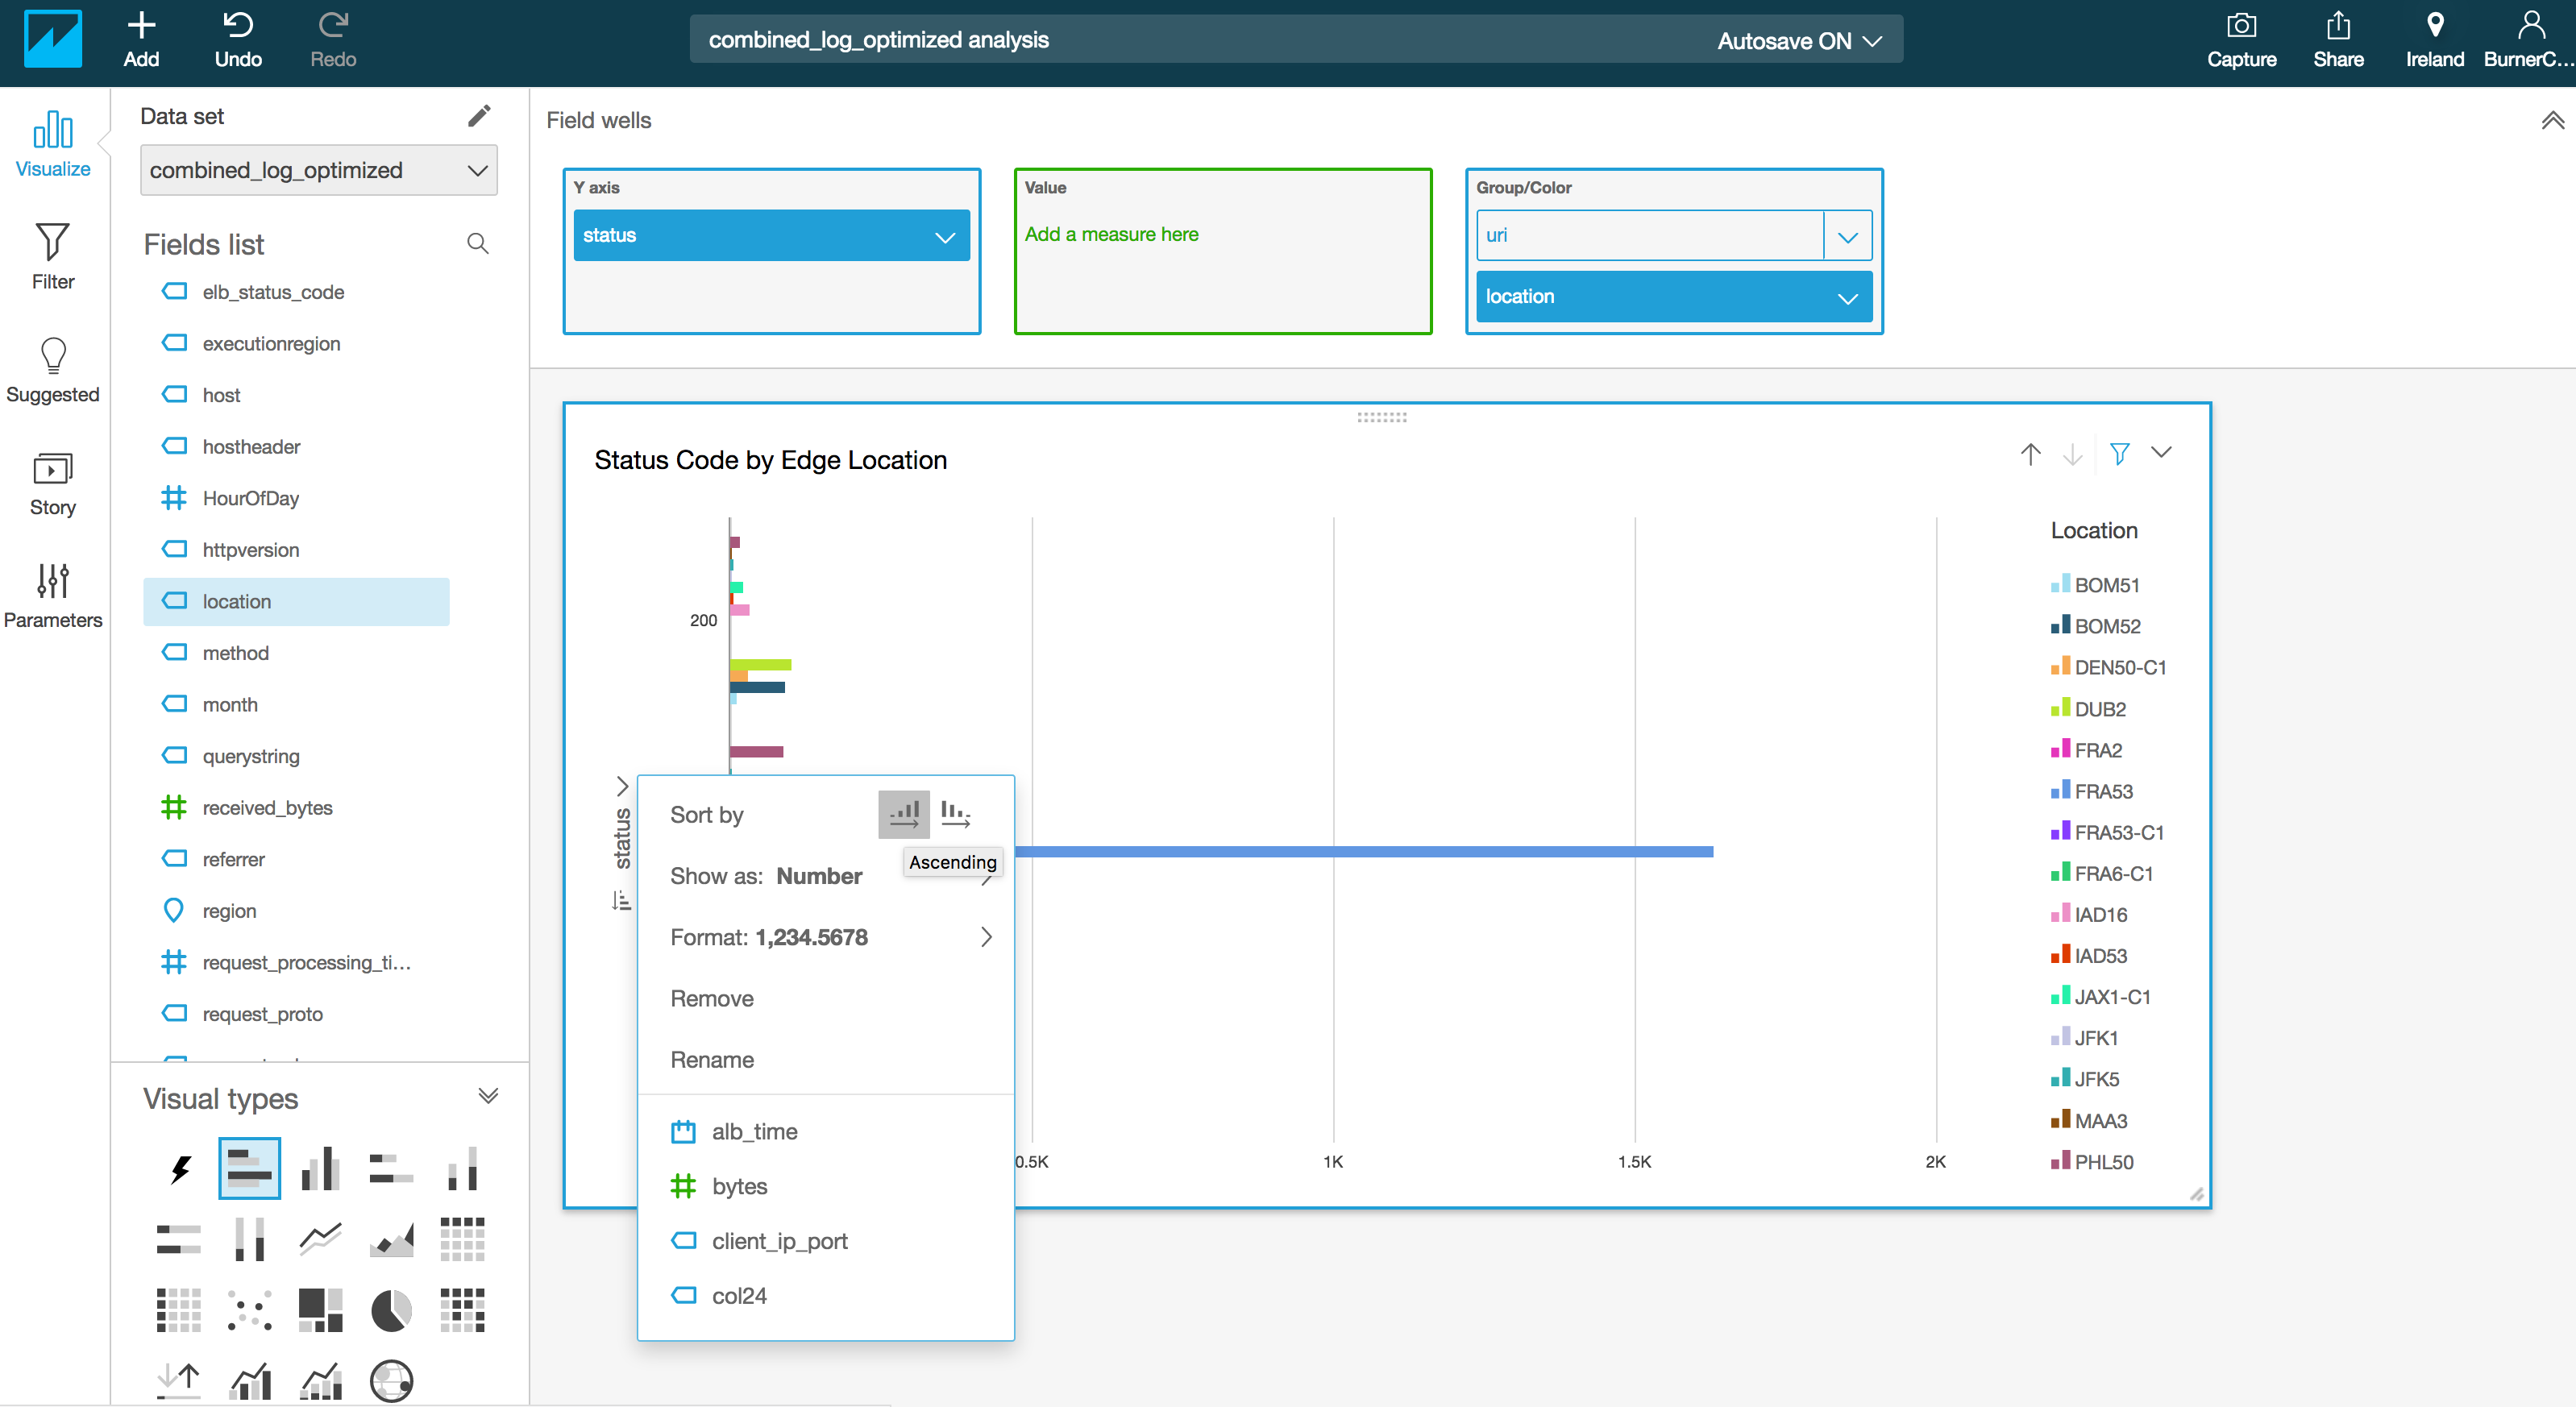 Add
Undo
Redo
combined_log_optimized analysis
Autosave ON
Capture
Share
Ireland
BurnerC...
Visualize
Filter
Suggested
Story
Parameters
Data set
combined_log_optimized
Fields list
elb_status_code
executionregion
host
hostheader
HourOfDay
httpversion
location
method
month
querystring
received_bytes
referrer
region
request_processing_ti...
request_proto
Visual types
Field wells
Y axis
status
Value
Add a measure here
Group/Color
uri
location
Status Code by Edge Location
200
status
0.5K
1K
1.5K
2K
Location
BOM51
BOM52
DEN50-C1
DUB2
FRA2
FRA53
FRA53-C1
FRA6-C1
IAD16
IAD53
JAX1-C1
JFK1
JFK5
MAA3
PHL50
Sort by
Ascending
Show as: Number
Format: 1,234.5678
Remove
Rename
alb_time
bytes
client_ip_port
col24